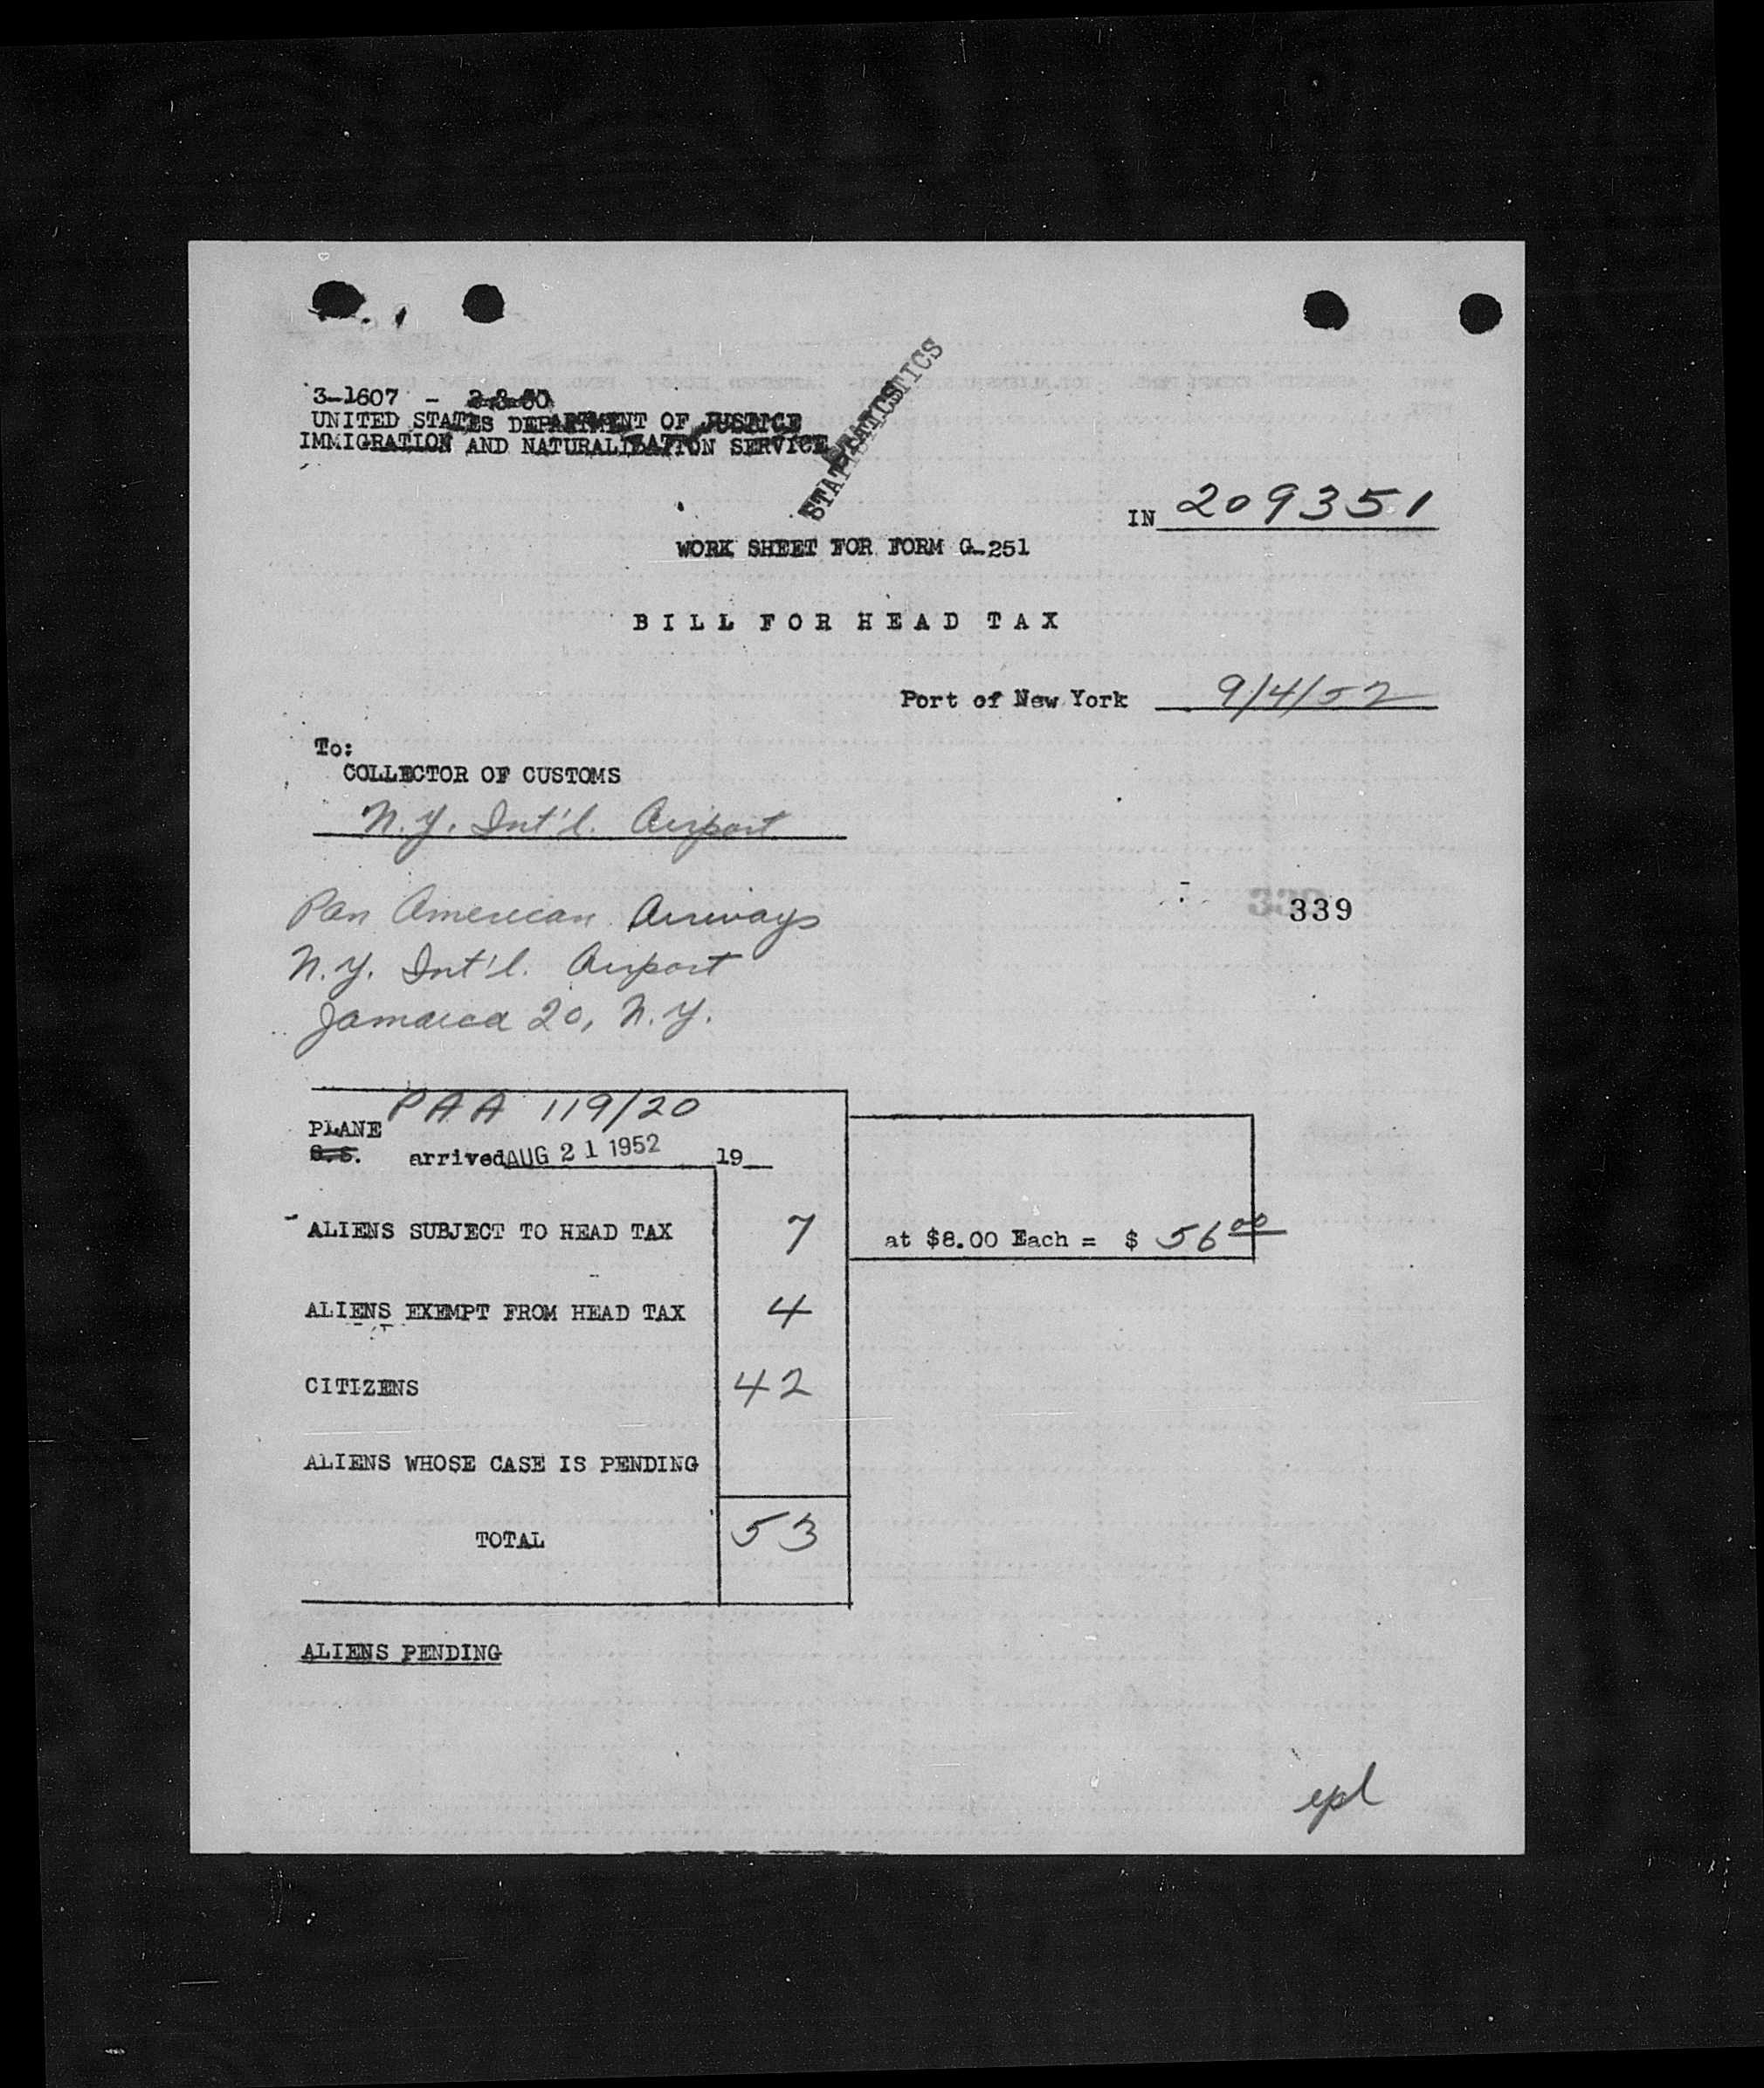 3-1607 - 2-8-50
UNITED STATES DEPARTMENT OF JUSTICE
IMMIGRATION AND NATURALIZATION SERVICE
STATISTICS
STATISTICS
IN 209351
WORK SHEET FOR FORM G-251
BILL FOR HEAD TAX
Port of New York 9/4/52
To:
COLLECTOR OF CUSTOMS
N.Y. Int'l. Airport
339
339
Pan American Airways
N.Y. Int'l. Airport
Jamaica 20, N.Y.
PAA 119/20
PLANE
S.S. arrived AUG 21 1952 19
ALIENS SUBJECT TO HEAD TAX 7 at $8.00 Each = $ 56 00
ALIENS EXEMPT FROM HEAD TAX 4
CITIZENS 42
ALIENS WHOSE CASE IS PENDING
TOTAL 53
ALIENS PENDING
epl